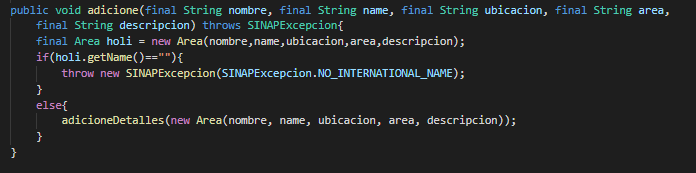 public void adicione(final String nombre, final String name, final String ubicacion, final String area,
final String descripcion) throws SINAPExcepcion{
final Area holi = new Area(nombre,name,ubicacion,area,descripcion);
if(holi.getName()==""){
throw new SINAPExcepcion(SINAPExcepcion.NO_INTERNATIONAL_NAME);
}
else{
adicioneDetalles(new Area(nombre, name, ubicacion, area, descripcion));
}
}